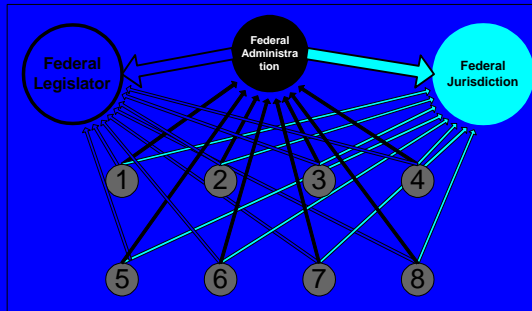 Federal
Legislator
Federal
Administra
tion
Federal
Jurisdiction
1
2
3
4
5
6
7
8